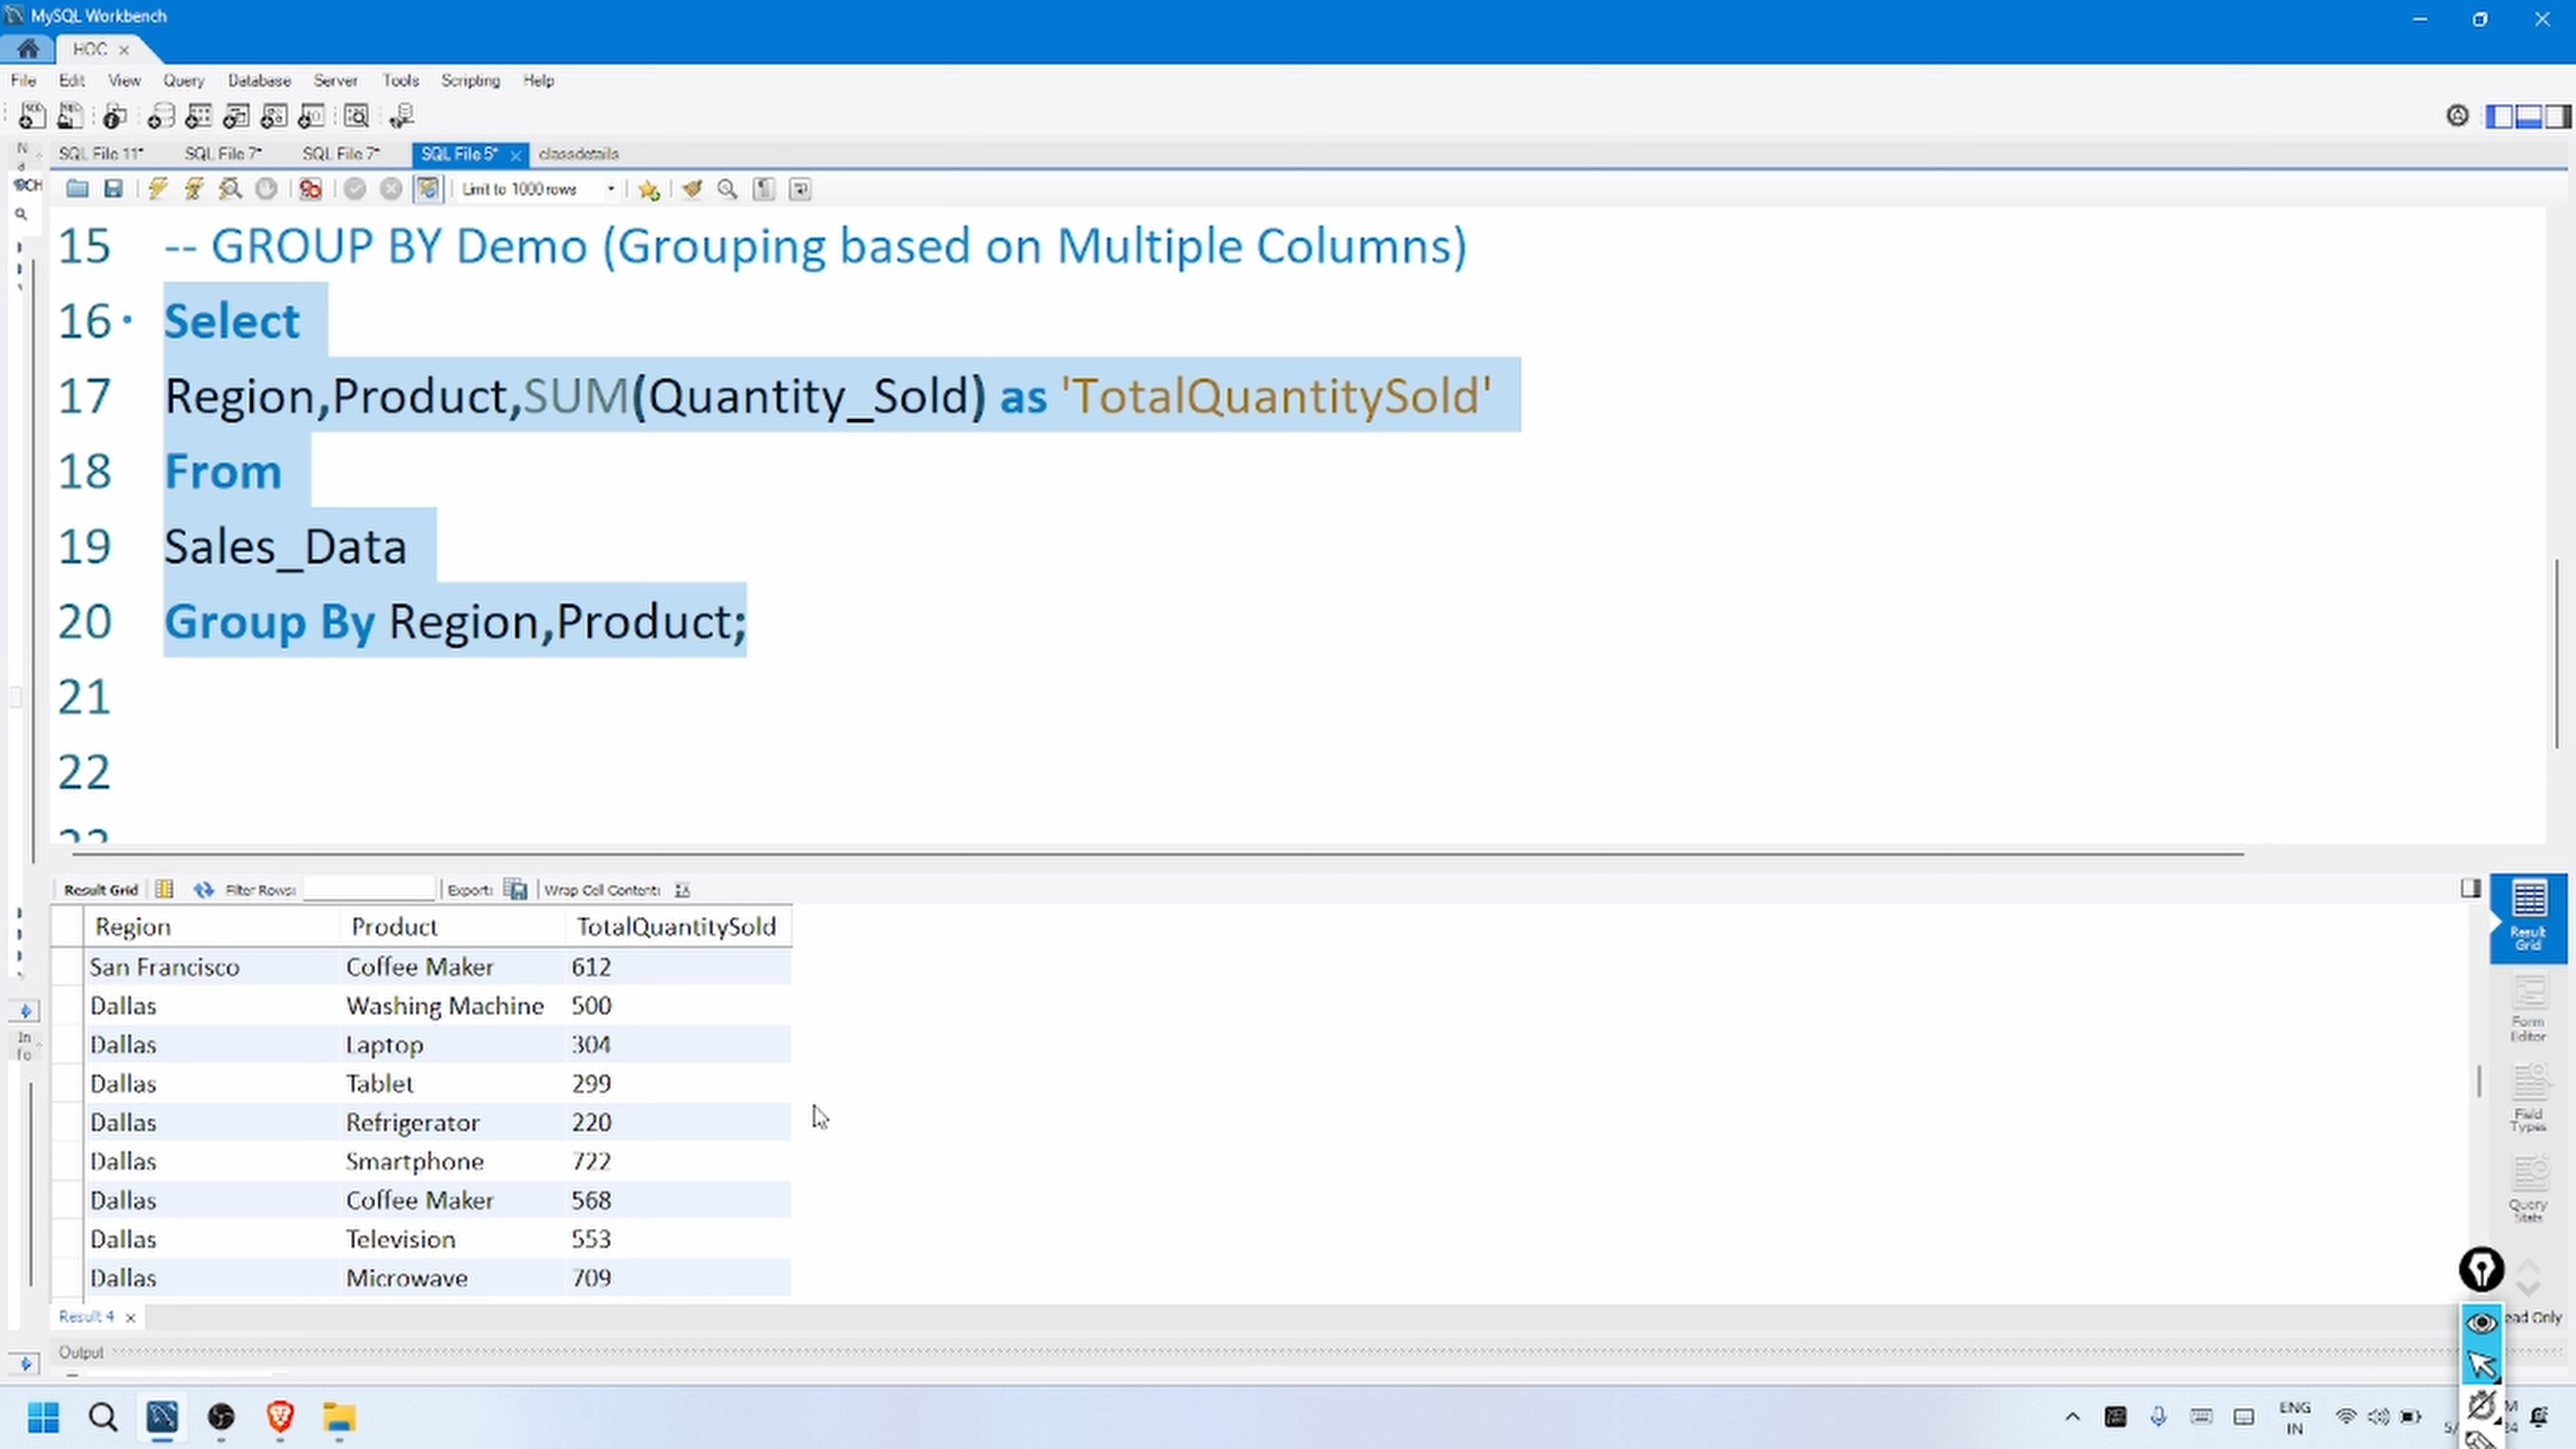 MySQL Workbench
HOC
File Edit View Query Database Server Tools Scripting Help
SQL File 11* SQL File 7* SQL File 7* SQL File 5* classdetails
Limit to 1000 rows
15 -- GROUP BY Demo (Grouping based on Multiple Columns)
16 Select
17 Region,Product,SUM(Quantity_Sold) as 'TotalQuantitySold'
18 From
19 Sales_Data
20 Group By Region,Product;
21
22
Result Grid Filter Rows: Export: Wrap Cell Content:
Region Product TotalQuantitySold
San Francisco Coffee Maker 612
Dallas Washing Machine 500
Dallas Laptop 304
Dallas Tablet 299
Dallas Refrigerator 220
Dallas Smartphone 722
Dallas Coffee Maker 568
Dallas Television 553
Dallas Microwave 709
Result Grid
Form Editor
Field Types
Query Stats
Result 4
Output
ENG
IN